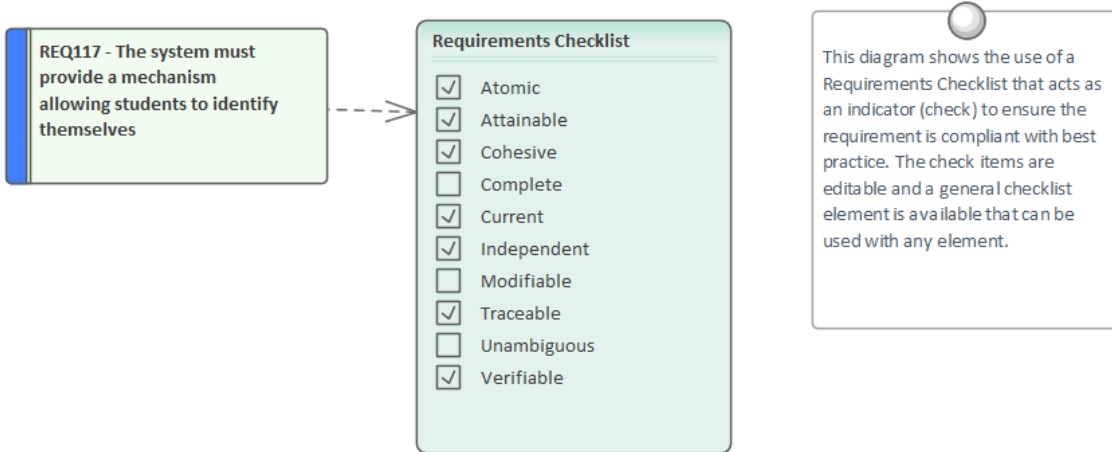 REQ117 - The system must
provide a mechanism
allowing students to identify
themselves
Requirements Checklist
Atomic
Attainable
Cohesive
Complete
Current
Independent
Modifiable
Traceable
Unambiguous
Verifiable
This diagram shows the use of a
Requirements Checklist that acts as
an indicator (check) to ensure the
requirement is compliant with best
practice. The check items are
editable and a general checklist
element is available that can be
used with any element.